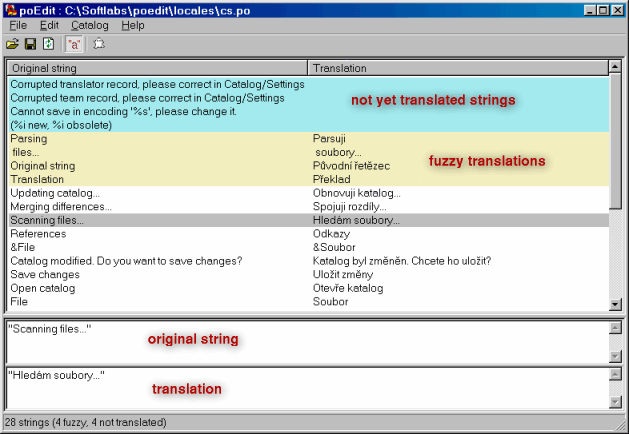 poEdit : C:\Softlabs\poedit\locales\cs.po
File Edit Catalog Help
"a"
Original string Translation
Corrupted translator record, please correct in Catalog/Settings
Corrupted team record, please correct in Catalog/Settings
not yet translated strings
Cannot save in encoding '%s', please change it.
(%i new, %i obsolete)
Parsing Parsuji
files... soubory...
fuzzy translations
Original string Původní řetězec
Translation Překlad
Updating catalog... Obnovuji katalog...
Merging differences... Spojuji rozdíly...
Scanning files... Hledám soubory...
References Odkazy
&File &Soubor
Catalog modified. Do you want to save changes? Katalog byl změněn. Chcete ho uložit?
Save changes Uložit změny
Open catalog Otevře katalog
File Soubor
"Scanning files..."
original string
"Hledám soubory..."
translation
28 strings (4 fuzzy, 4 not translated)